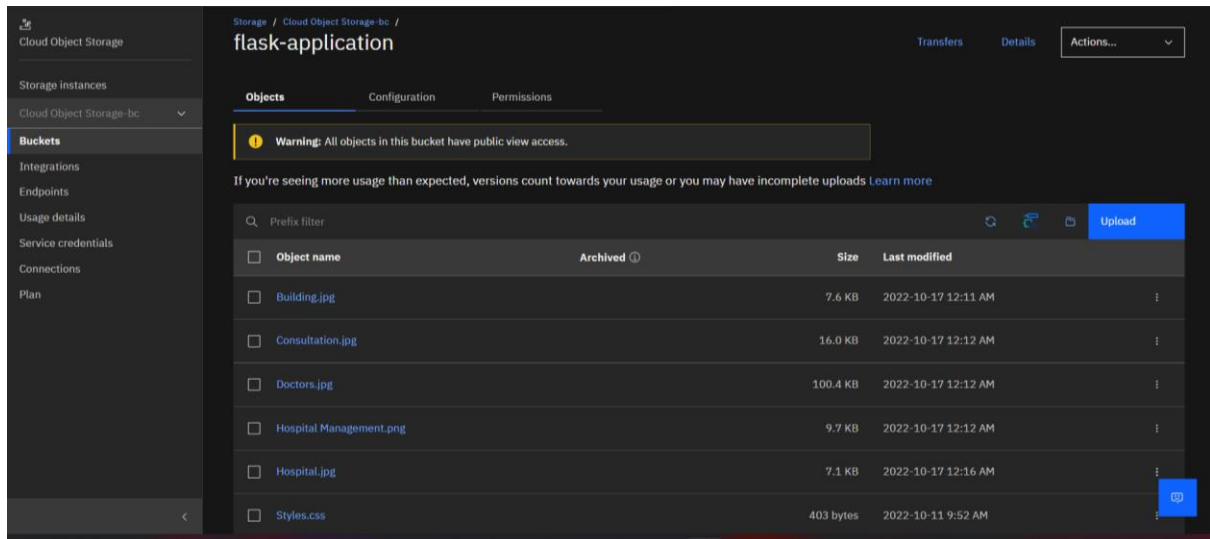 Cloud Object Storage
Storage instances
Cloud Object Storage-bc
Buckets
Integrations
Endpoints
Usage details
Service credentials
Connections
Plan
Storage / Cloud Object Storage-bc /
flask-application
Transfers Details Actions...
Objects Configuration Permissions
Warning: All objects in this bucket have public view access.
If you're seeing more usage than expected, versions count towards your usage or you may have incomplete uploads Learn more
Prefix filter Upload
Object name Archived Size Last modified
Building.jpg 7.6 KB 2022-10-17 12:11 AM
Consultation.jpg 16.0 KB 2022-10-17 12:12 AM
Doctors.jpg 100.4 KB 2022-10-17 12:12 AM
Hospital Management.png 9.7 KB 2022-10-17 12:12 AM
Hospital.jpg 7.1 KB 2022-10-17 12:16 AM
Styles.css 403 bytes 2022-10-11 9:52 AM